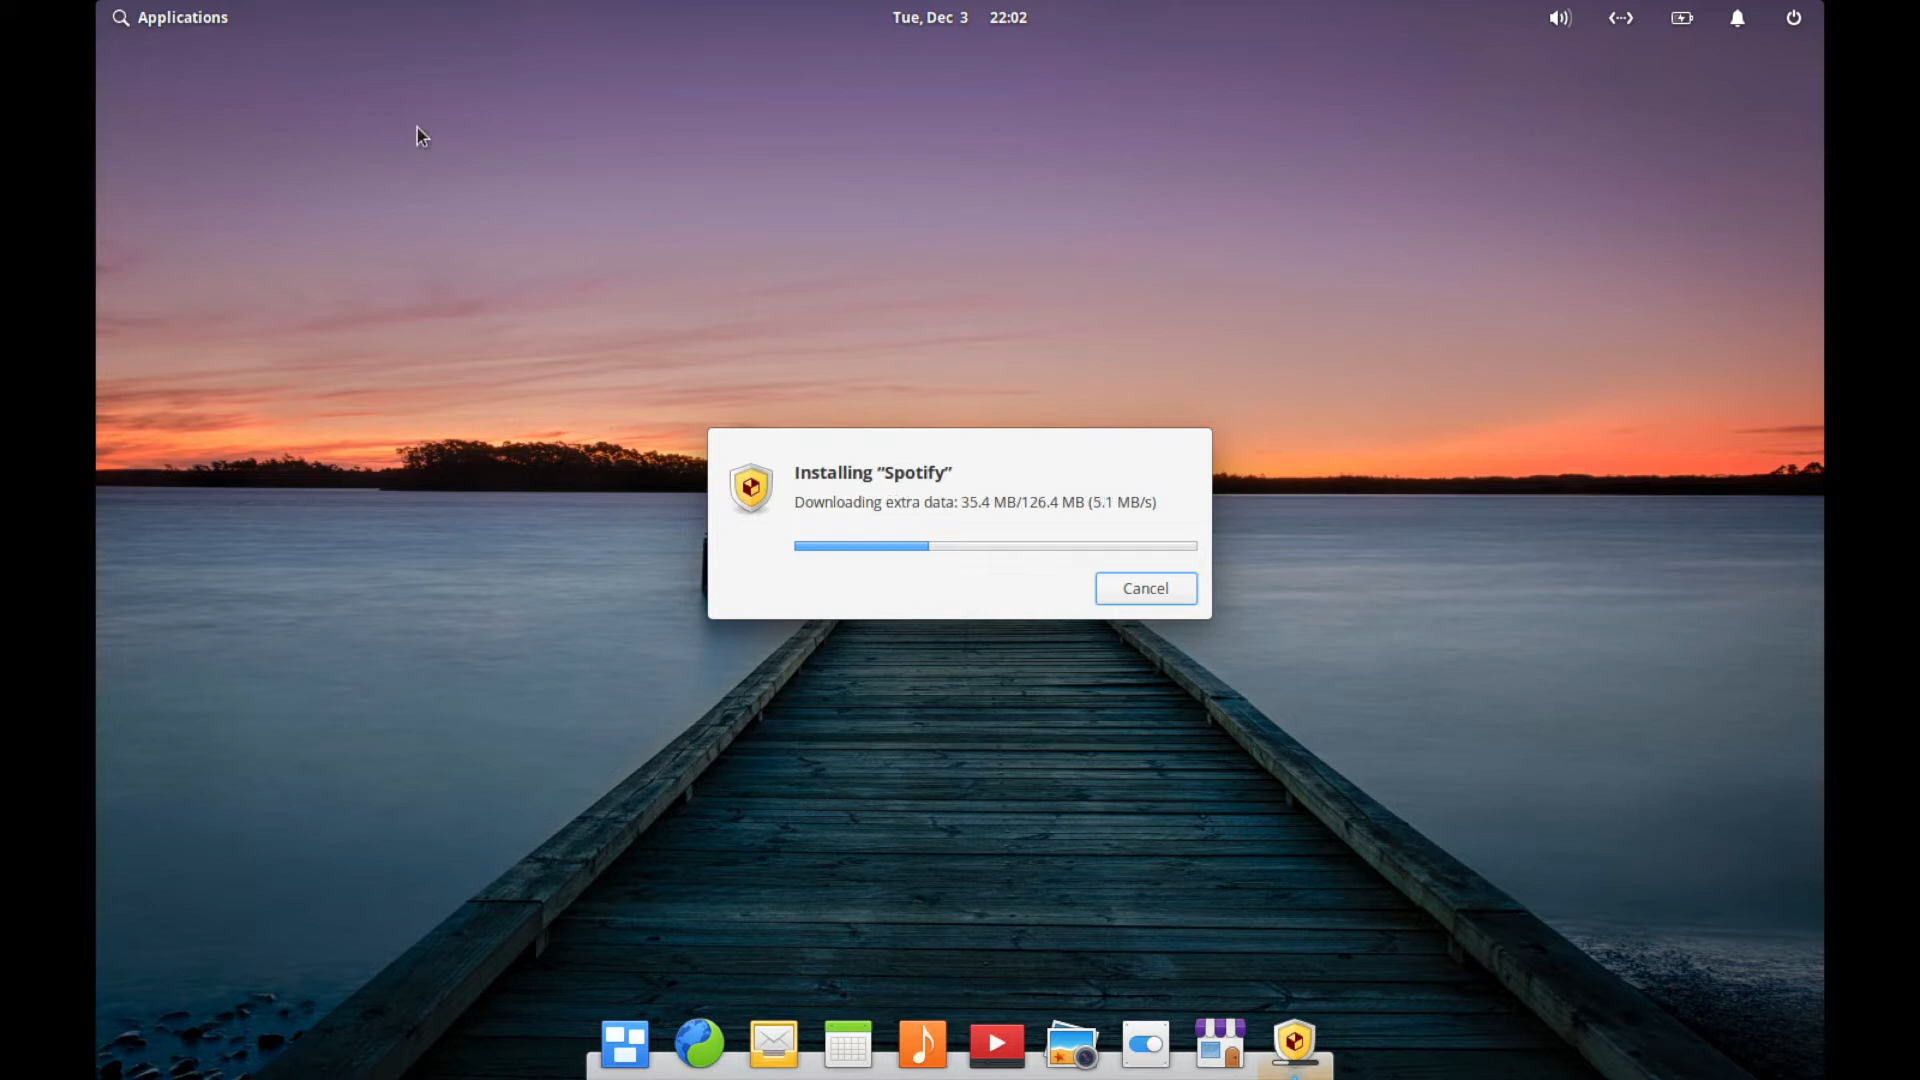 Applications
Tue, Dec 3 22:02
Installing “Spotify”
Downloading extra data: 35.4 MB/126.4 MB (5.1 MB/s)
Cancel